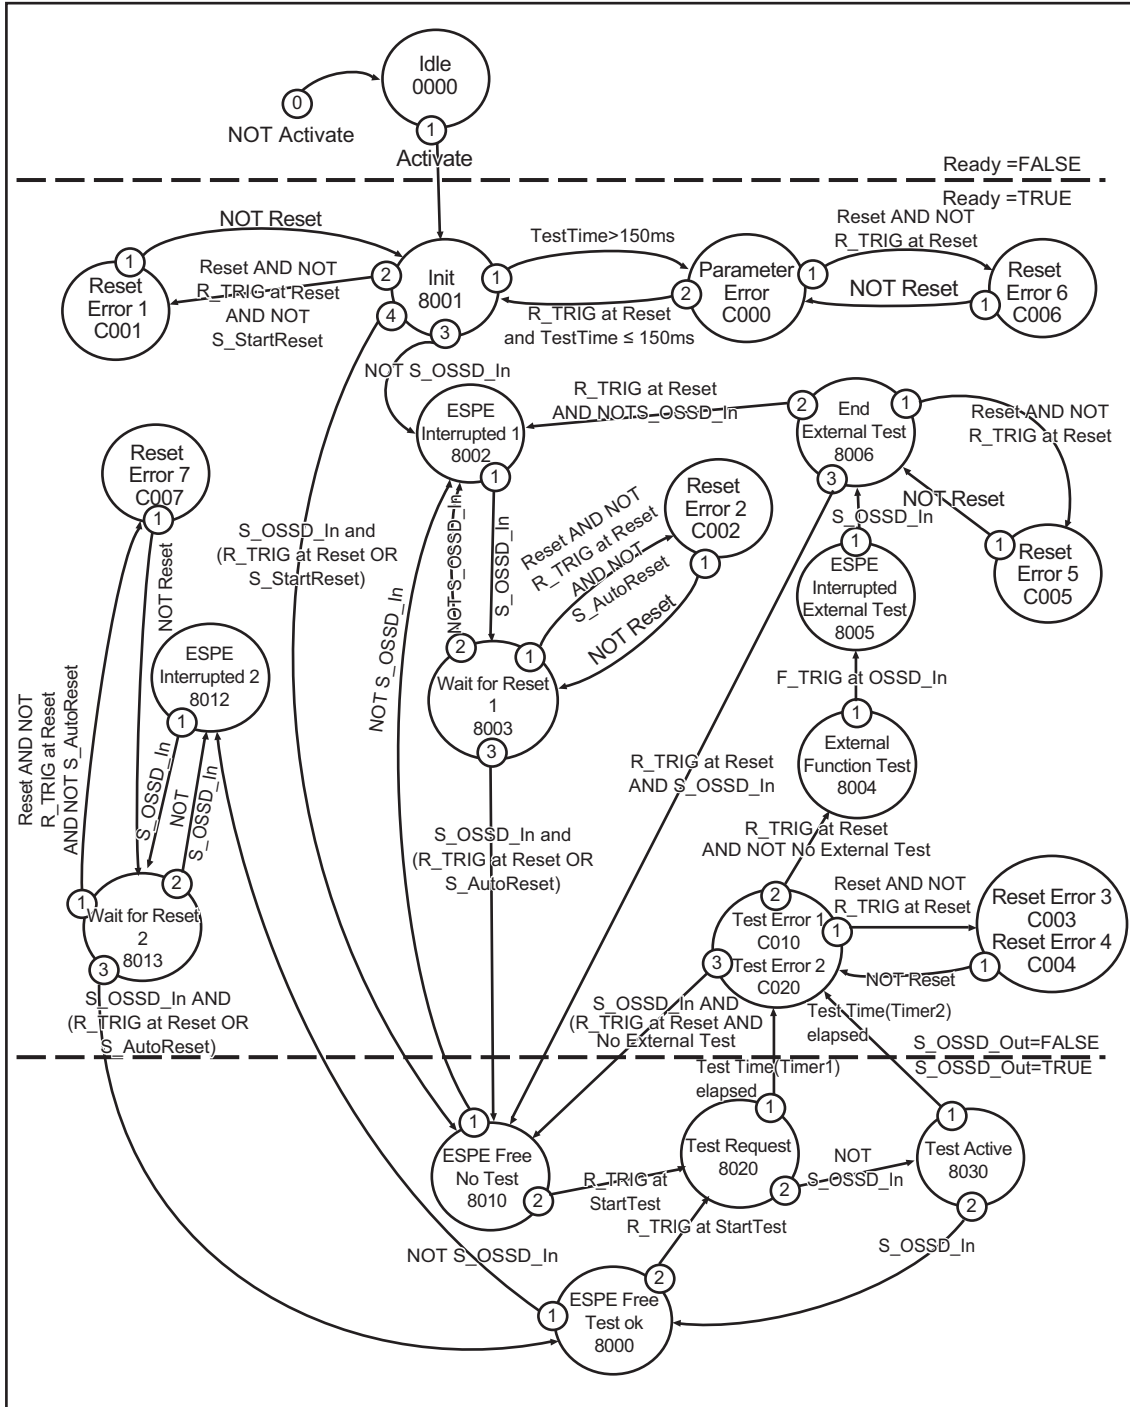 Idle
0000
0
NOT Activate
1
Activate
Ready =FALSE
Ready =TRUE
NOT Reset
1
Reset
Error 1
C001
Reset AND NOT
R_TRIG at Reset
AND NOT
S_StartReset
2
Init
8001
1
4
3
TestTime>150ms
R_TRIG at Reset
and TestTime ≤ 150ms
Parameter
Error
C000
2
1
Reset AND NOT
R_TRIG at Reset
NOT Reset
Reset
Error 6
C006
1
NOT S_OSSD_In
ESPE
Interrupted 1
8002
1
R_TRIG at Reset
AND NOTS_OSSD_In
2
End
External Test
8006
1
3
Reset AND NOT
R_TRIG at Reset
NOT Reset
1
Reset
Error 5
C005
S_OSSD_In
1
ESPE
Interrupted
External Test
8005
Reset
Error 7
C007
1
NOT Reset
S_OSSD_In and
(R_TRIG at Reset OR
S_StartReset)
NOT S_OSSD_In
NOT S_OSSD_In
S_OSSD_In
Reset AND NOT
R_TRIG at Reset
AND NOT
S_AutoReset
Reset
Error 2
C002
1
NOT Reset
2
1
Wait for Reset
1
8003
3
ESPE
Interrupted 2
8012
1
S_OSSD_In
NOT
S_OSSD_In
Reset AND NOT
R_TRIG at Reset
AND NOT S_AutoReset
F_TRIG at OSSD_In
1
External
Function Test
8004
R_TRIG at Reset
AND S_OSSD_In
R_TRIG at Reset
AND NOT No External Test
S_OSSD_In and
(R_TRIG at Reset OR
S_AutoReset)
1
2
Wait for Reset
2
8013
3
S_OSSD_In AND
(R_TRIG at Reset OR
S_AutoReset)
2
Test Error 1
C010
Test Error 2
C020
1
3
Reset AND NOT
R_TRIG at Reset
NOT Reset
Reset Error 3
C003
Reset Error 4
C004
1
S_OSSD_In AND
(R_TRIG at Reset AND
No External Test
Test Time(Timer2)
elapsed
S_OSSD_Out=FALSE
S_OSSD_Out=TRUE
Test Time(Timer1)
elapsed
1
ESPE Free
No Test
8010
2
R_TRIG at
StartTest
1
Test Request
8020
2
NOT
S_OSSD_In
1
Test Active
8030
2
R_TRIG at StartTest
S_OSSD_In
NOT S_OSSD_In
1
2
ESPE Free
Test ok
8000